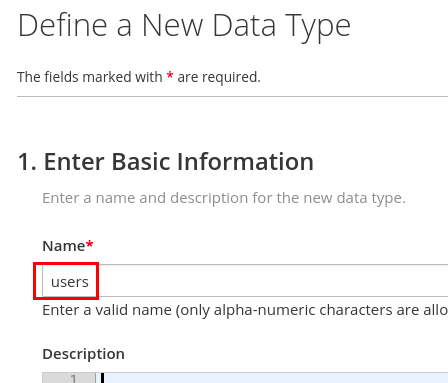 Define a New Data Type
The fields marked with * are required.
1. Enter Basic Information
Enter a name and description for the new data type.
Name*
users
Enter a valid name (only alpha-numeric characters are allo
Description
1